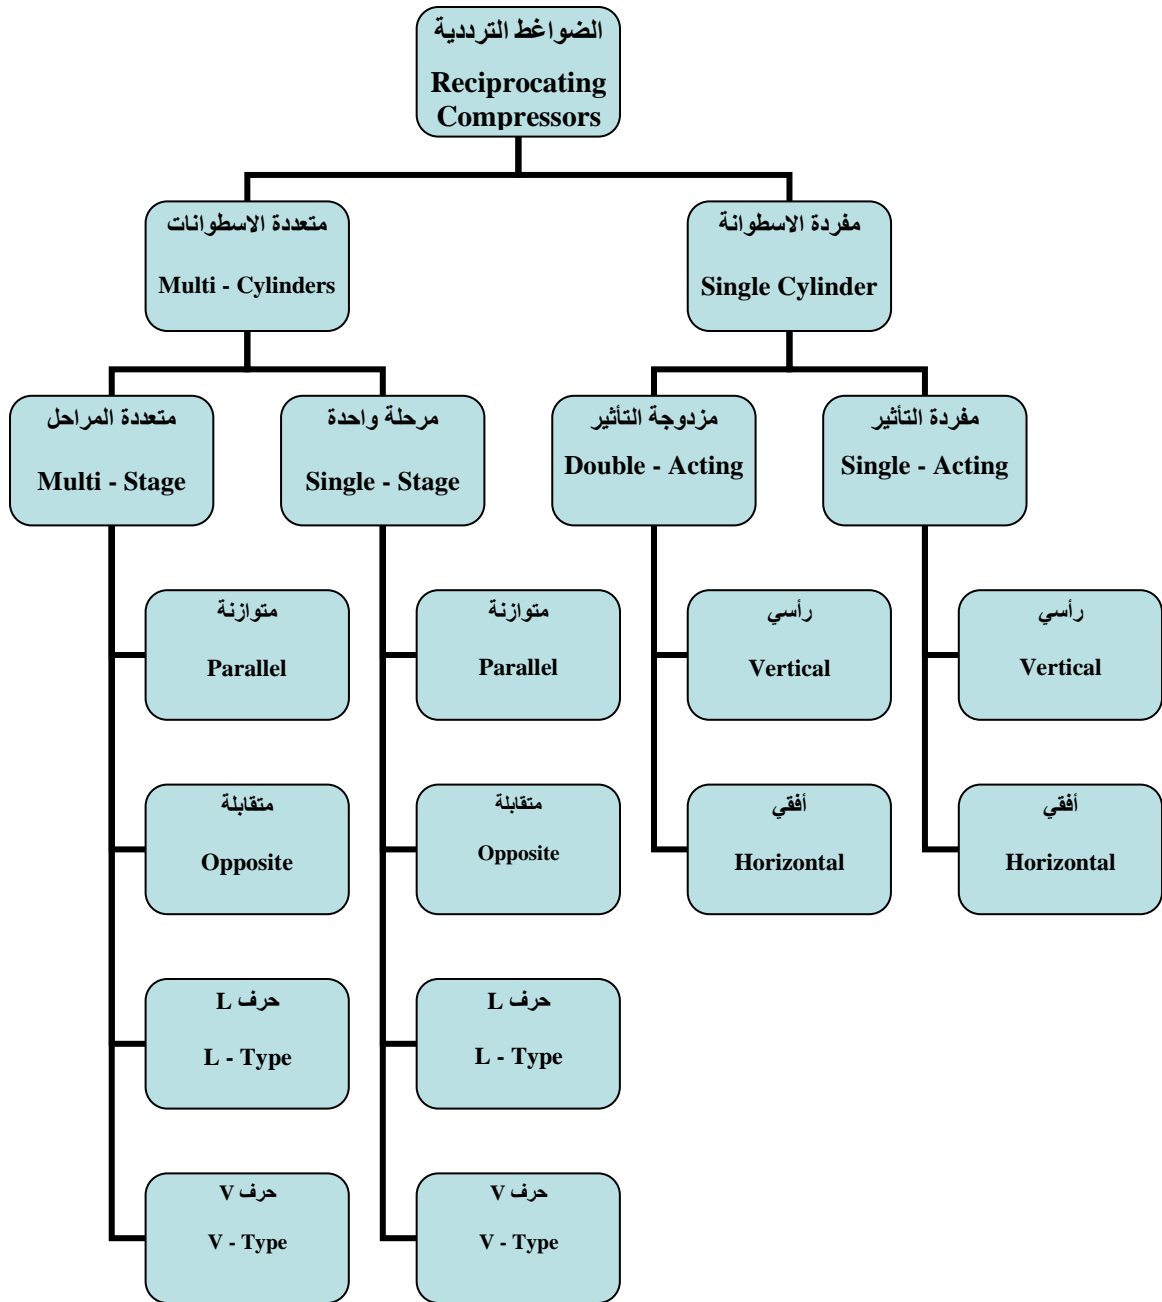 الضواغط الترددية
Reciprocating
Compressors
متعددة الاسطوانات
Multi - Cylinders
مفردة الاسطوانة
Single Cylinder
متعددة المراحل
Multi - Stage
مرحلة واحدة
Single - Stage
مزدوجة التأثير
Double - Acting
مفردة التأثير
Single - Acting
متوازنة
Parallel
متوازنة
Parallel
رأسي
Vertical
رأسي
Vertical
متقابلة
Opposite
متقابلة
Opposite
أفقي
Horizontal
أفقي
Horizontal
حرف L
L - Type
حرف L
L - Type
حرف V
V - Type
حرف V
V - Type